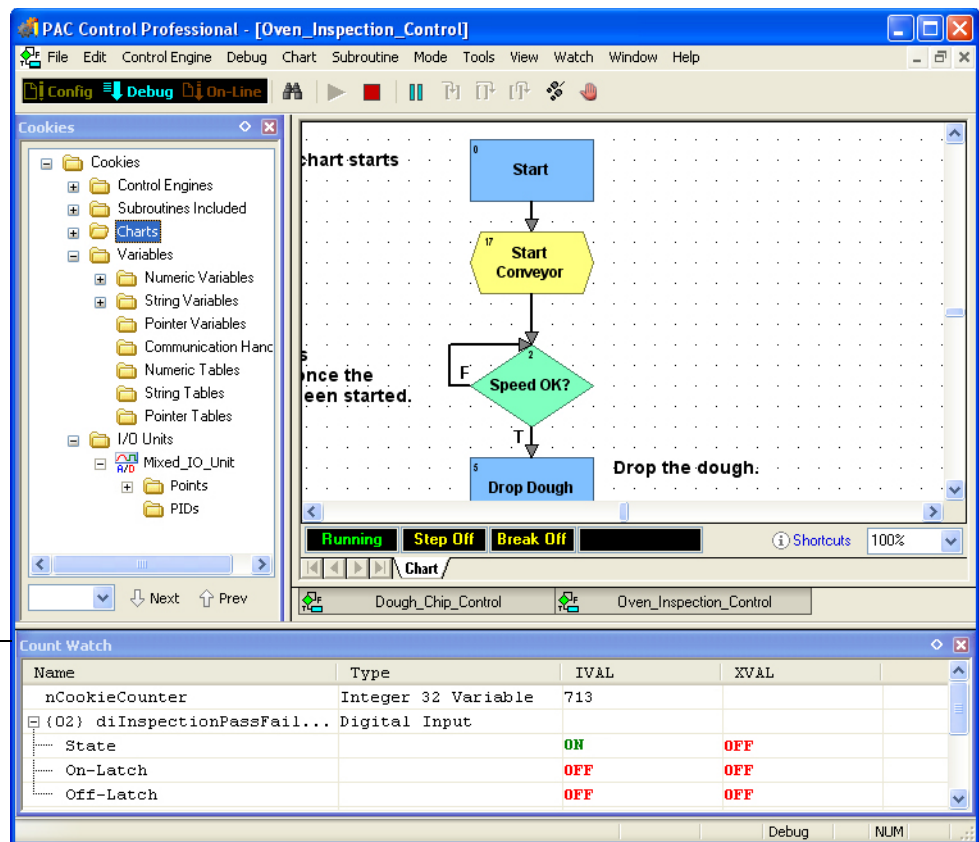 PAC Control Professional - [Oven_Inspection_Control]
File Edit Control Engine Debug Chart Subroutine Mode Tools View Watch Window Help
Config Debug On-Line
Cookies
Cookies
Control Engines
Subroutines Included
Charts
Variables
Numeric Variables
String Variables
Pointer Variables
Communication Hanc
Numeric Tables
String Tables
Pointer Tables
I/O Units
A/D Mixed_IO_Unit
Points
PIDs
Next Prev
chart starts
0
Start
17
Start
Conveyor
s
once the
een started.
2
F
Speed OK?
T
5
Drop Dough
Drop the dough.
Running Step Off Break Off
Shortcuts 100%
Chart
Dough_Chip_Control Oven_Inspection_Control
Count Watch
Name Type IVAL XVAL
nCookieCounter Integer 32 Variable 713
{02} diInspectionPassFail... Digital Input
State ON OFF
On-Latch OFF OFF
Off-Latch OFF OFF
Debug NUM